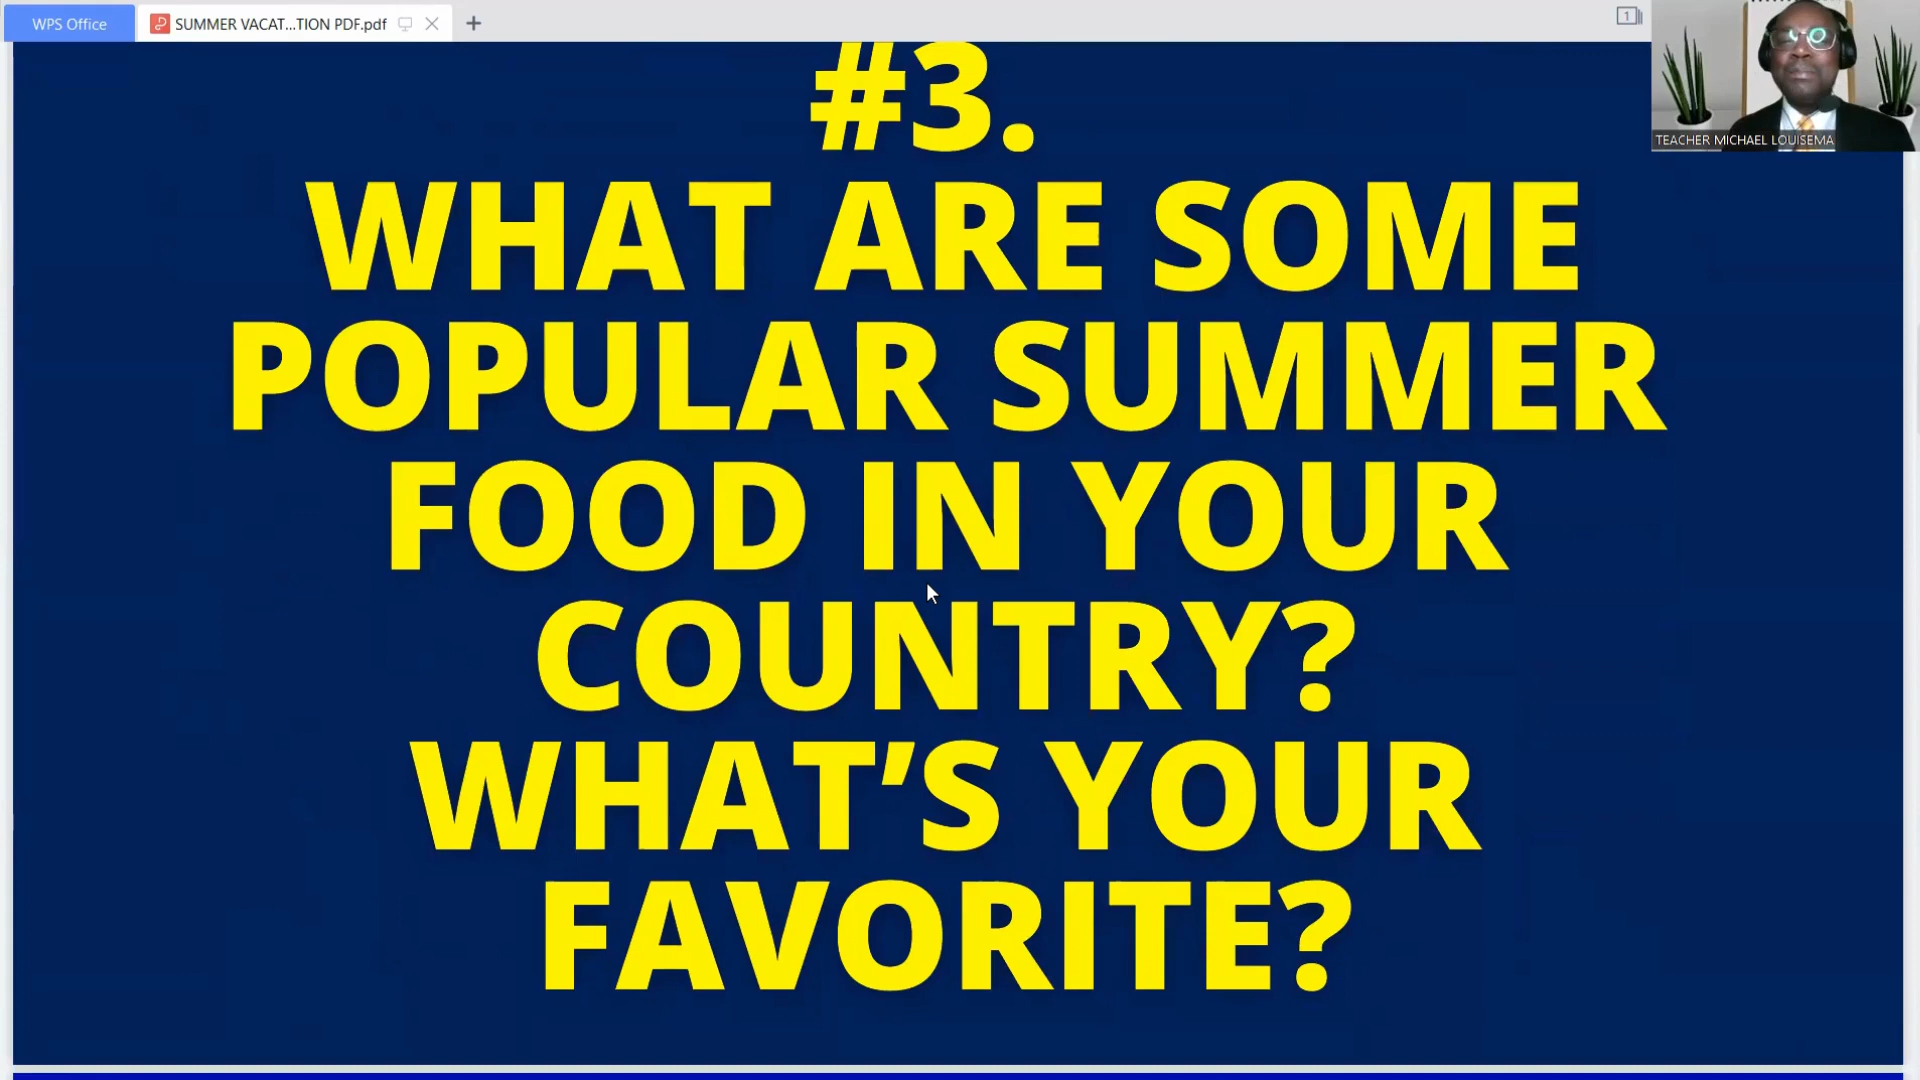 WPS Office
SUMMER VACAT...TION PDF.pdf
1
TEACHER MICHAEL LOUISEMA
#3.
WHAT ARE SOME
POPULAR SUMMER
FOOD IN YOUR
COUNTRY?
WHAT’S YOUR
FAVORITE?